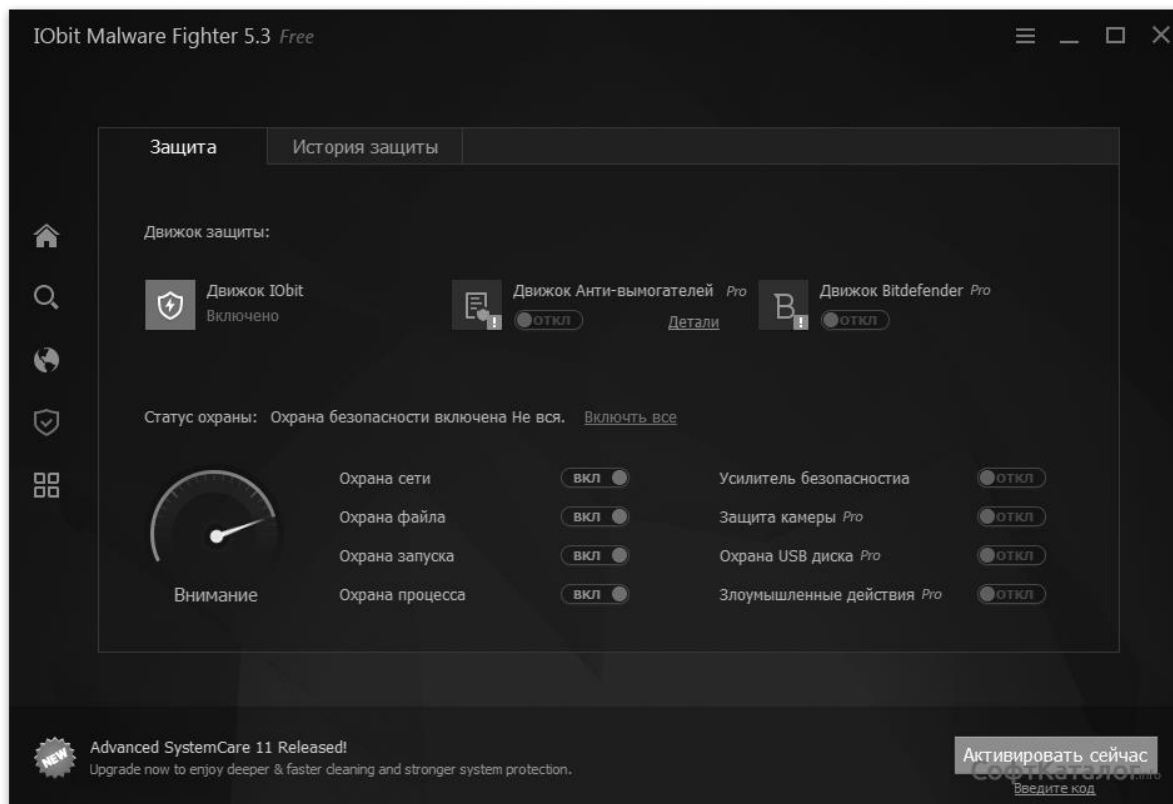 IObit Malware Fighter 5.3 Free
Защита История защиты
Движок защиты:
Движок IObit
Включено
Движок Анти-вымогателей Pro
ОТКЛ Детали
Движок Bitdefender Pro
ОТКЛ
Статус охраны: Охрана безопасности включена Не вся. Включть все
Охрана сети ВКЛ Усилитель безопасностиа ОТКЛ
Охрана файла ВКЛ Защита камеры Pro ОТКЛ
Охрана запуска ВКЛ Охрана USB диска Pro ОТКЛ
Охрана процесса ВКЛ Злоумышленные действия Pro ОТКЛ
Внимание
NEW
Advanced SystemCare 11 Released!
Upgrade now to enjoy deeper & faster cleaning and stronger system protection.
Активировать сейчас
СофтКаталог.info
Введите код